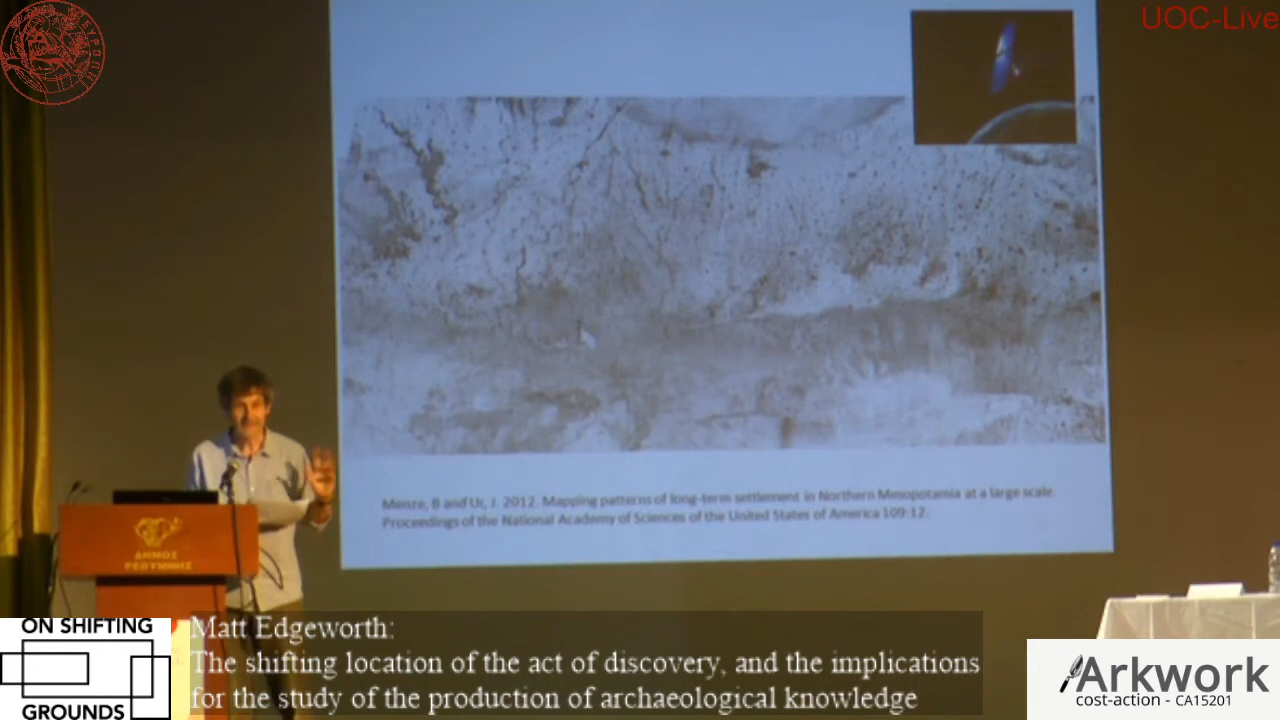 UOC-Live
Menze, B and Ur, J. 2012. Mapping patterns of long-term settlement in Northern Mesopotamia at a large scale.
Proceedings of the National Academy of Sciences of the United States of America 109:12.
ΔΗΜΟΣ
ΡΕΘΥΜΝΗΣ
ON SHIFTING
GROUNDS
Matt Edgeworth:
The shifting location of the act of discovery, and the implications
for the study of the production of archaeological knowledge
Arkwork
cost-action - CA15201